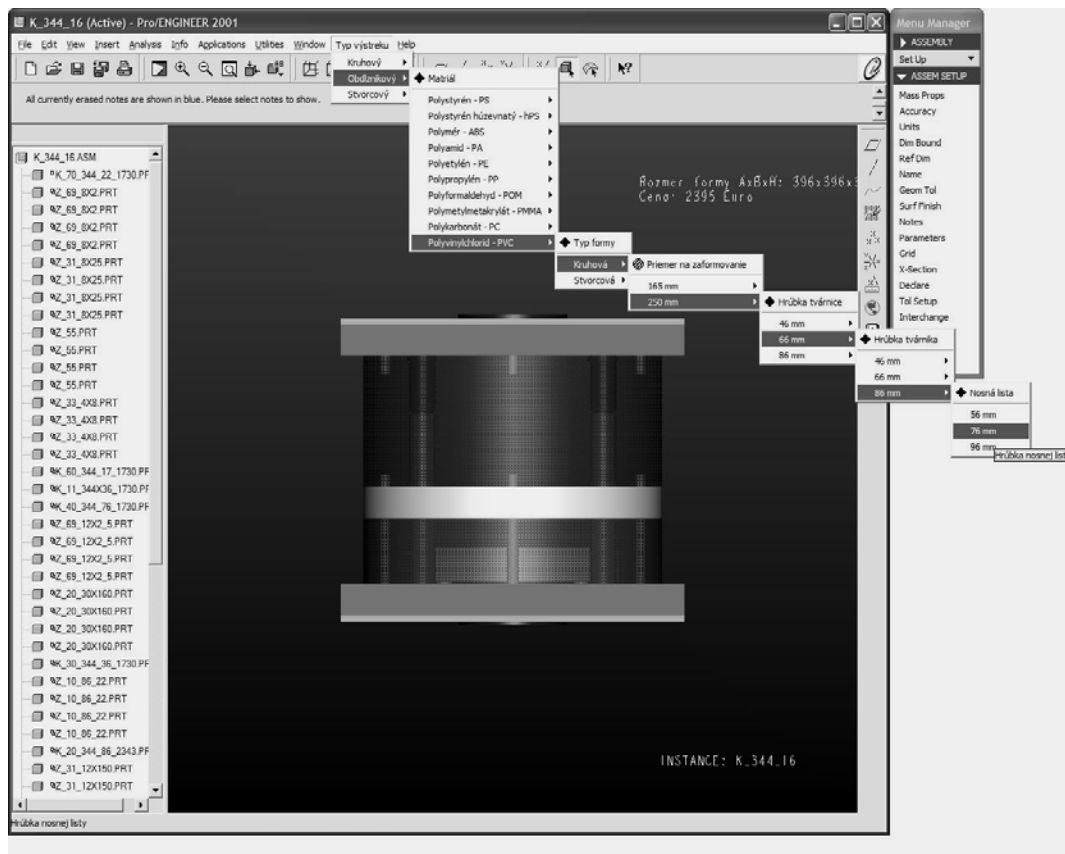 K_344_16 (Active) - Pro/ENGINEER 2001
File Edit View Insert Analysis Info Applications Utilities Window Typ výstreku Help
All currently erased notes are shown in blue. Please select notes to show.
Kruhový
Obdlznikový
Stvorcový
Matriál
Polystyrén - PS
Polystyrén húzevnatý - hPS
Polymér - ABS
Polyamid - PA
Polyetylén - PE
Polypropylén - PP
Polyformaldehyd - POM
Polymetylmetakrylát - PMMA
Polykarbonát - PC
Polyvinylchlorid - PVC
Typ formy
Kruhová
Stvorcová
Priemer na zaformovanie
165 mm
250 mm
Hrúbka tvárnice
46 mm
66 mm
86 mm
Hrúbka tvárnika
46 mm
66 mm
86 mm
Nosná lista
56 mm
76 mm
96 mm
Hrúbka nosnej list
Menu Manager
ASSEMBLY
Set Up
ASSEM SETUP
Mass Props
Accuracy
Units
Dim Bound
Ref Dim
Name
Geom Tol
Surf Finish
Notes
Parameters
Grid
X-Section
Declare
Tol Setup
Interchange
K_344_16.ASM
K_70_344_22_1730.PF
Z_69_8X2.PRT
Z_69_8X2.PRT
Z_69_8X2.PRT
Z_69_8X2.PRT
Z_31_8X25.PRT
Z_31_8X25.PRT
Z_31_8X25.PRT
Z_31_8X25.PRT
Z_55.PRT
Z_55.PRT
Z_55.PRT
Z_55.PRT
Z_33_4X8.PRT
Z_33_4X8.PRT
Z_33_4X8.PRT
Z_33_4X8.PRT
K_60_344_17_1730.PF
K_11_344X36_1730.PF
K_40_344_76_1730.PF
Z_69_12X2_5.PRT
Z_69_12X2_5.PRT
Z_69_12X2_5.PRT
Z_69_12X2_5.PRT
Z_20_30X160.PRT
Z_20_30X160.PRT
Z_20_30X160.PRT
Z_20_30X160.PRT
K_30_344_36_1730.PF
Z_10_86_22.PRT
Z_10_86_22.PRT
Z_10_86_22.PRT
Z_10_86_22.PRT
K_20_344_86_2343.PF
Z_31_12X150.PRT
Z_31_12X150.PRT
Rozmer formy AxBxH: 396x396x3
Cena: 2395 Euro
INSTANCE: K_344_16
Hrúbka nosnej listy